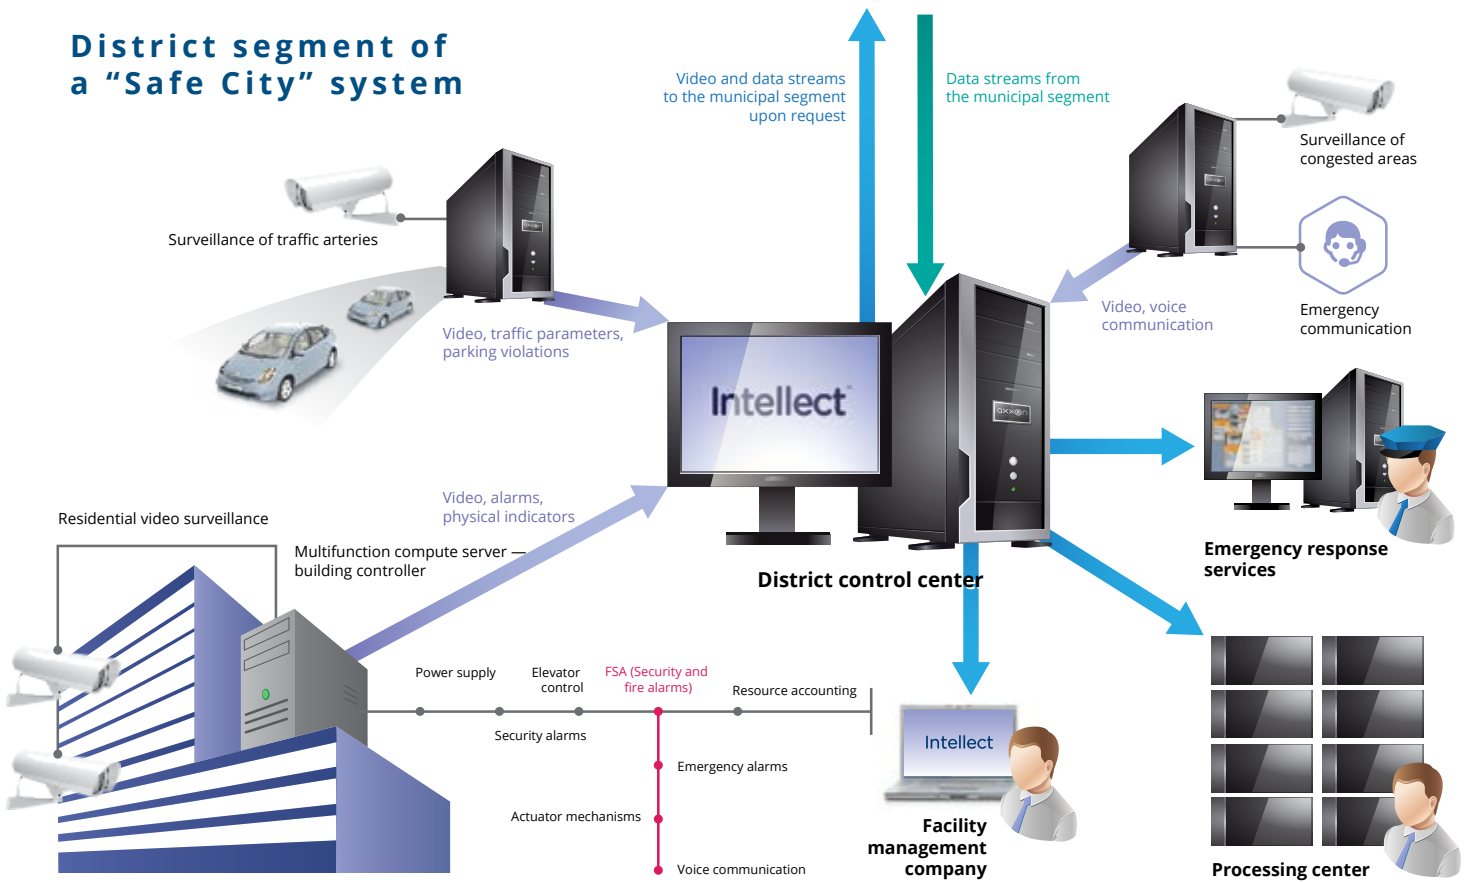 District segment of
a “Safe City” system
Video and data streams
to the municipal segment
upon request
Data streams from
the municipal segment
Surveillance of
congested areas
Surveillance of traffic arteries
axxon
axxon
Video, traffic parameters,
parking violations
Video, voice
communication
Emergency
communication
Intellect
axxon
Video, alarms,
physical indicators
Residential video surveillance
Multifunction compute server —
building controller
District control center
Emergency response
services
Power supply
Elevator
control
FSA (Security and
fire alarms)
Resource accounting
Security alarms
Emergency alarms
Actuator mechanisms
Voice communication
Intellect
Facility
management
company
Processing center